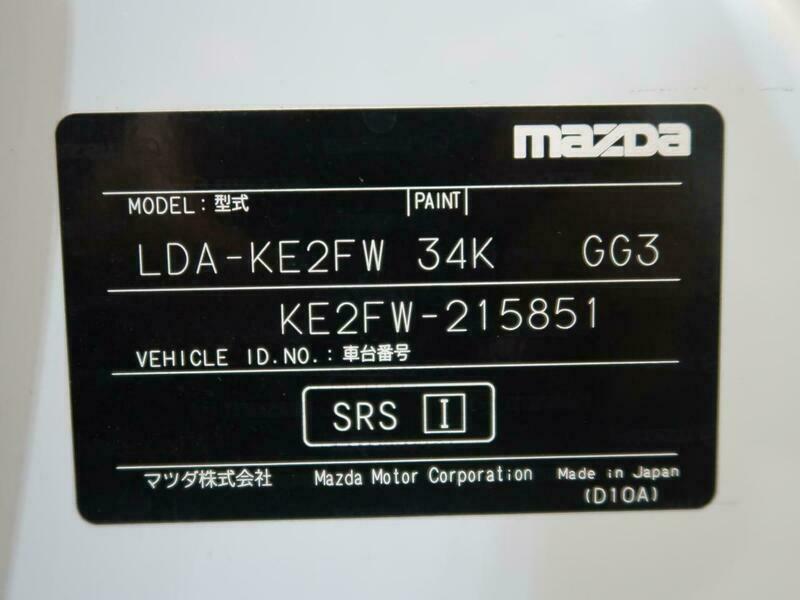 mazda
MODEL: 型式 PAINT
LDA-KE2FW 34K GG3
KE2FW-215851
VEHICLE ID.NO.: 車台番号
SRS I
マツダ株式会社 Mazda Motor Corporation Made in Japan
(D10A)